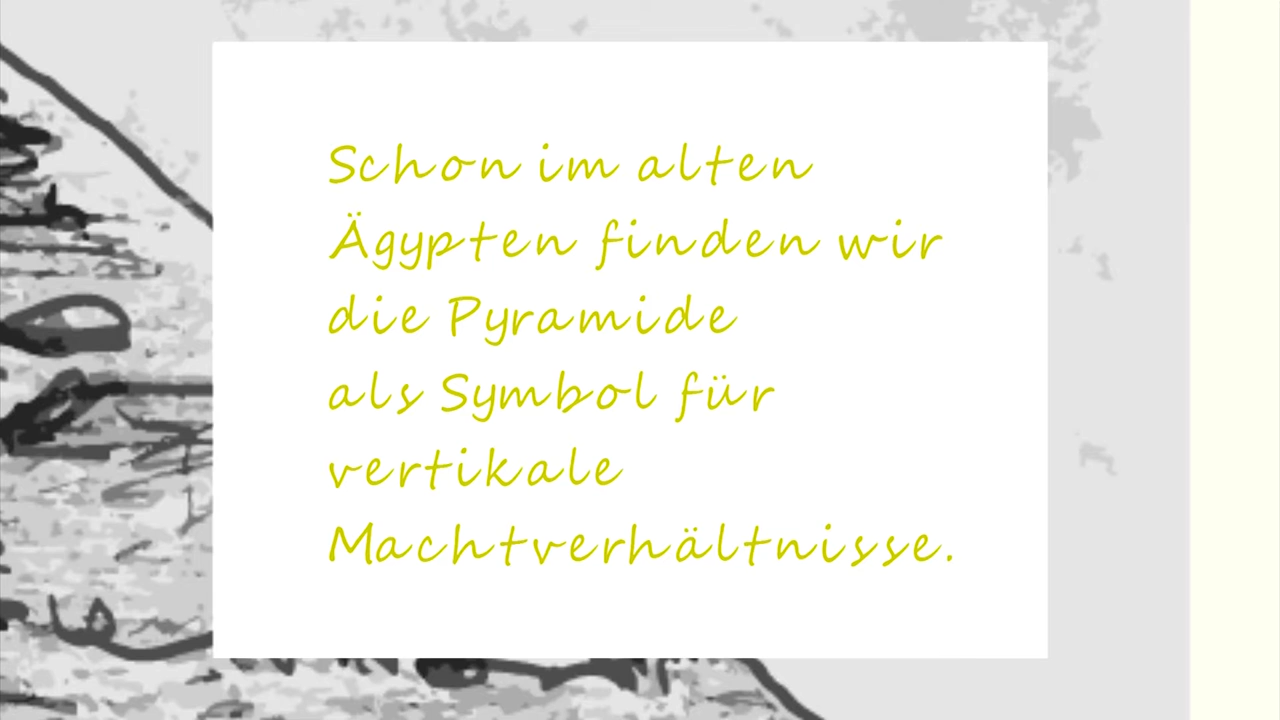 Schon im alten
Ägypten finden wir
die Pyramide
als Symbol für
vertikale
Machtverhältnisse.